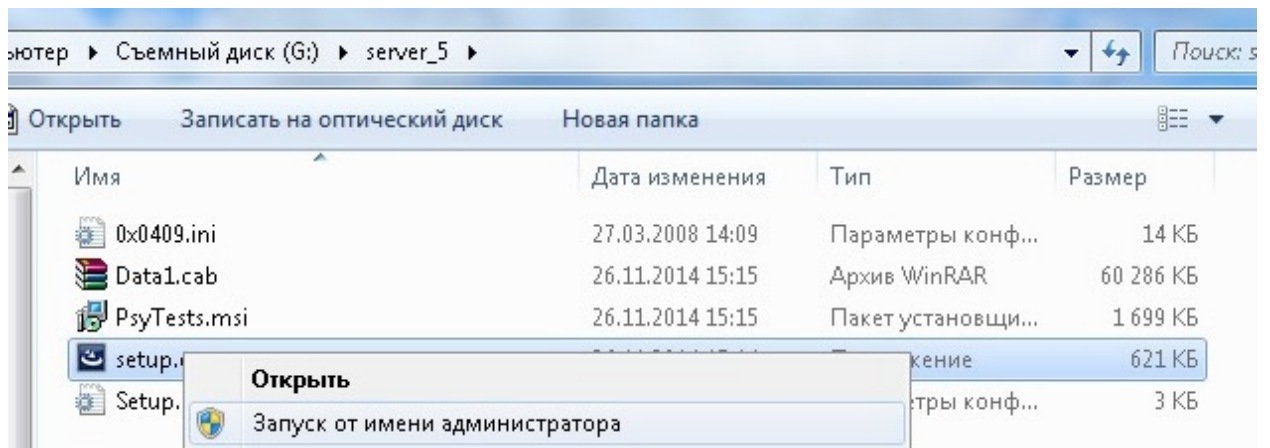 ьютер ▸ Съемный диск (G:) ▸ server_5 ▸ Поиск: s
Открыть Записать на оптический диск Новая папка
Имя Дата изменения Тип Размер
0x0409.ini 27.03.2008 14:09 Параметры конф... 14 КБ
Data1.cab 26.11.2014 15:15 Архив WinRAR 60 286 КБ
PsyTests.msi 26.11.2014 15:15 Пакет установщи... 1 699 КБ
setup. жение 621 КБ
Открыть
Setup. тры конф... 3 КБ
Запуск от имени администратора